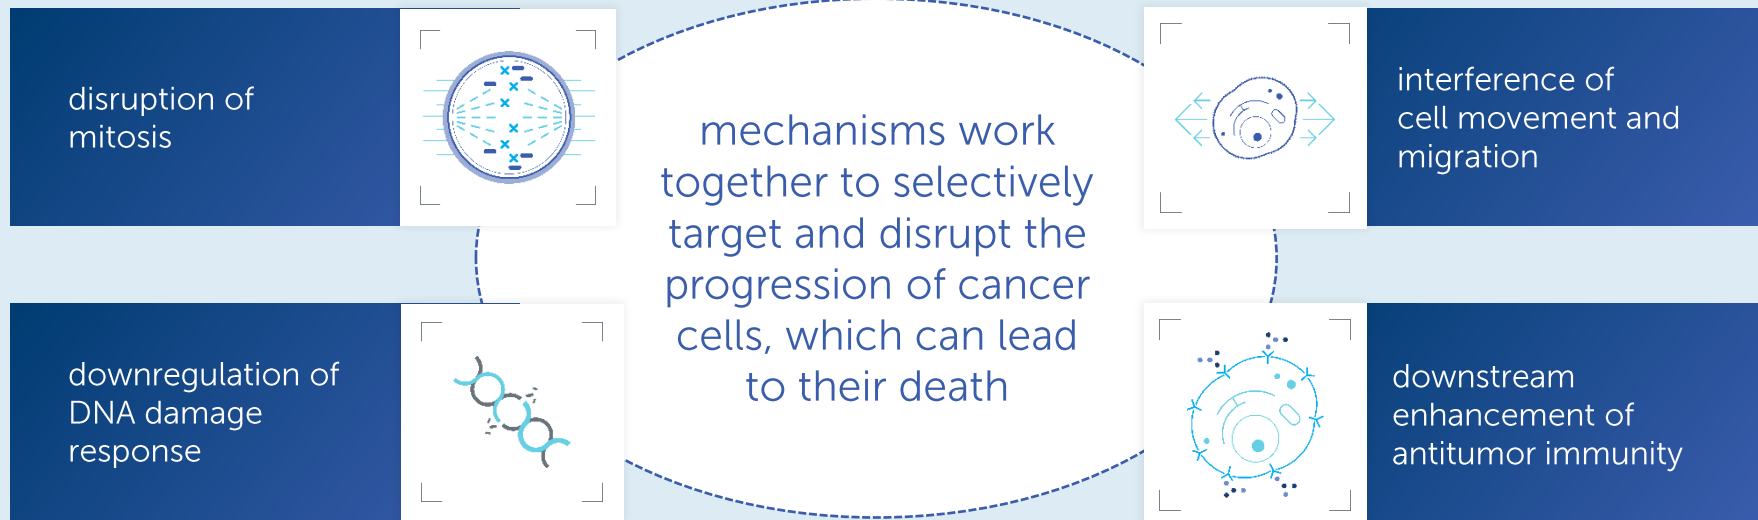 disruption of
mitosis
mechanisms work
together to selectively
target and disrupt the
progression of cancer
cells, which can lead
to their death
interference of
cell movement and
migration
downregulation of
DNA damage
response
downstream
enhancement of
antitumor immunity